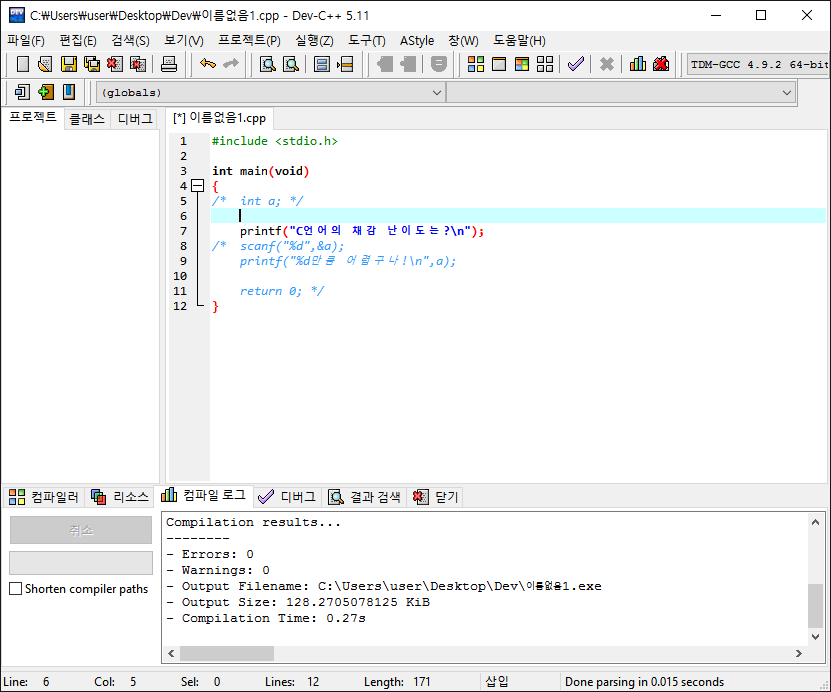 C:₩Users₩user₩Desktop₩Dev₩이름없음1.cpp - Dev-C++ 5.11
파일(F) 편집(E) 검색(S) 보기(V) 프로젝트(P) 실행(Z) 도구(T) AStyle 창(W) 도움말(H)
TDM-GCC 4.9.2 64-bit
(globals)
프로젝트 클래스 디버그 [*] 이름없음1.cpp
1 #include <stdio.h>
2
3 int main(void)
4 {
5 /* int a; */
6
7 printf("C언어의 체감 난이도는?\n");
8 /* scanf("%d",&a);
9 printf("%d만큼 어렵구나!\n",a);
10
11 return 0; */
12 }
컴파일러 리소스 컴파일 로그 디버그 결과 검색 닫기
취소
Shorten compiler paths
Compilation results...
--------
- Errors: 0
- Warnings: 0
- Output Filename: C:\Users\user\Desktop\Dev\이름없음1.exe
- Output Size: 128.2705078125 KiB
- Compilation Time: 0.27s
Line: 6 Col: 5 Sel: 0 Lines: 12 Length: 171 삽입 Done parsing in 0.015 seconds